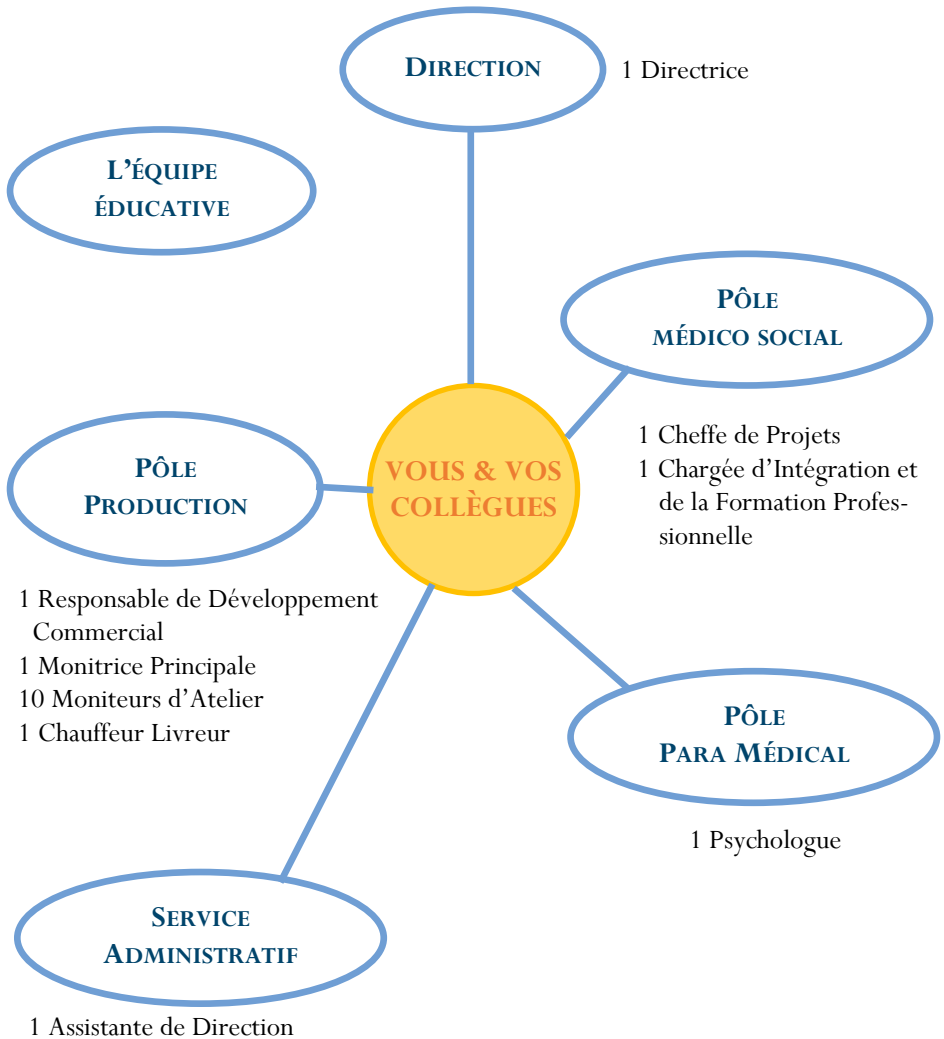 DIRECTION
1 Directrice
L'ÉQUIPE
ÉDUCATIVE
PÔLE
MÉDICO SOCIAL
1 Cheffe de Projets
1 Chargée d'Intégration et
de la Formation Profes-
sionnelle
VOUS & VOS
COLLÈGUES
PÔLE
PRODUCTION
1 Responsable de Développement
Commercial
1 Monitrice Principale
10 Moniteurs d'Atelier
1 Chauffeur Livreur
PÔLE
PARA MÉDICAL
1 Psychologue
SERVICE
ADMINISTRATIF
1 Assistante de Direction